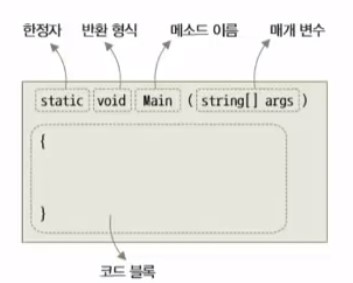 한정자 반환 형식 메소드 이름 매개 변수
static void Main ( string[] args )
{
}
코드 블록